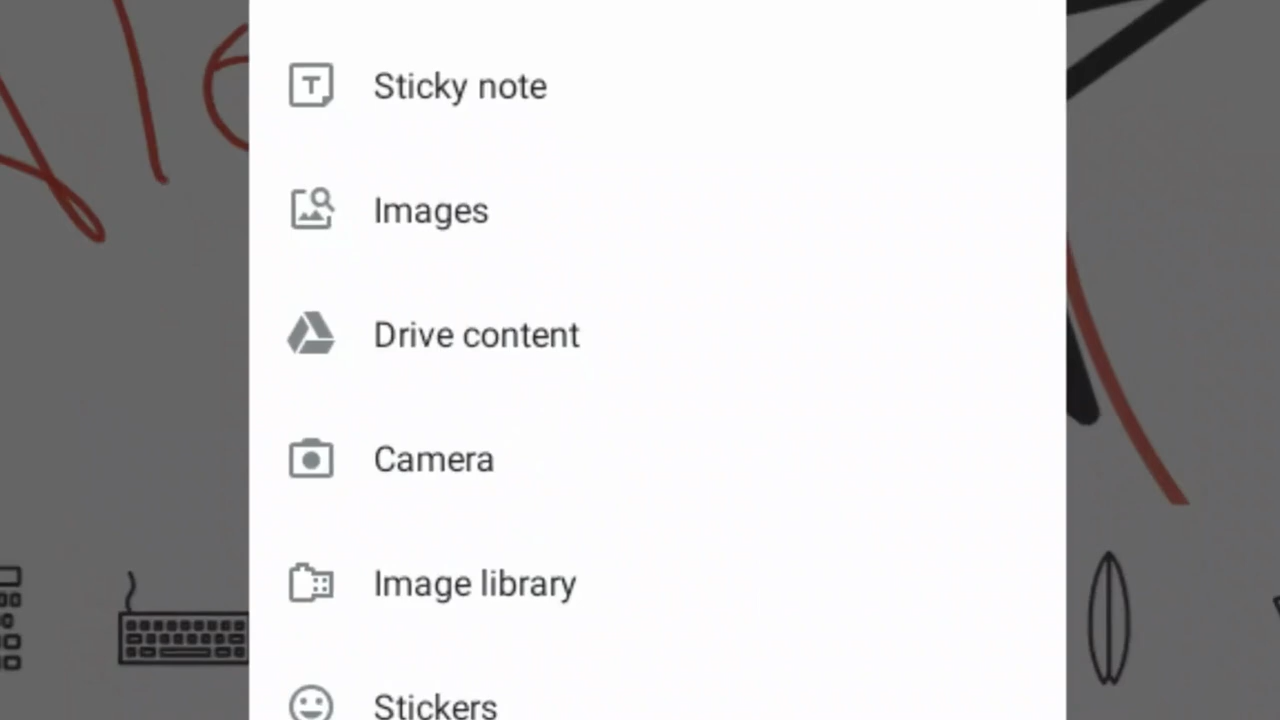 Sticky note
Images
Drive content
Camera
Image library
Stickers